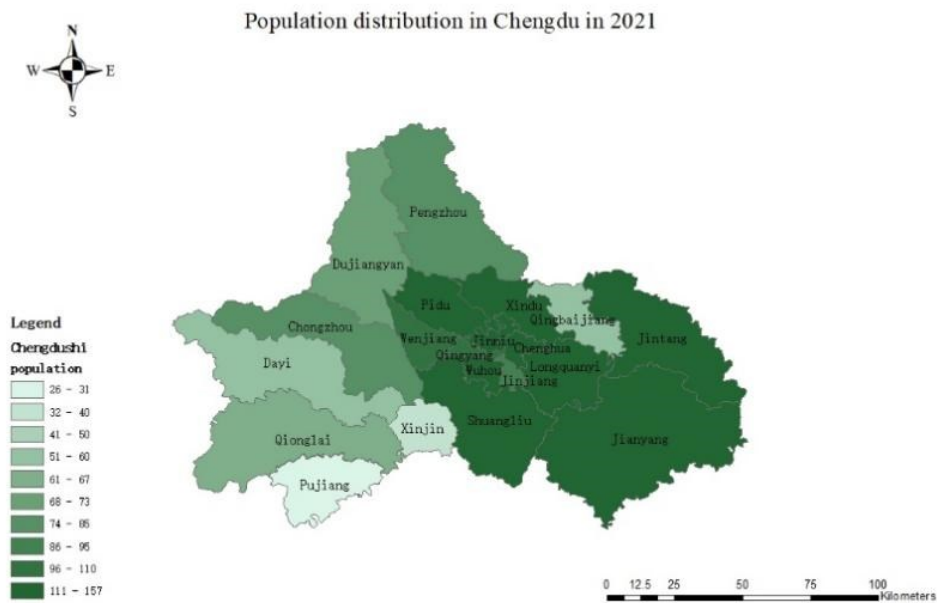 Population distribution in Chengdu in 2021
N
W E
S
Pengzhou
Dujiangyan
Pidu
Xindu
Qingbaijiang
Chongzhou
Wenjiang
Jinniu
Jintang
Qingyang
Chenghua
Dayi
Wuhou
Longquanyi
Jinjiang
Shuangliu
Xinjin
Qionglai
Jianyang
Pujiang
Legend
Chengdushi
population
26 - 31
32 - 40
41 - 50
51 - 60
61 - 67
68 - 73
74 - 85
86 - 95
96 - 110
111 - 157
0 12.5 25 50 75 100
Kilometers